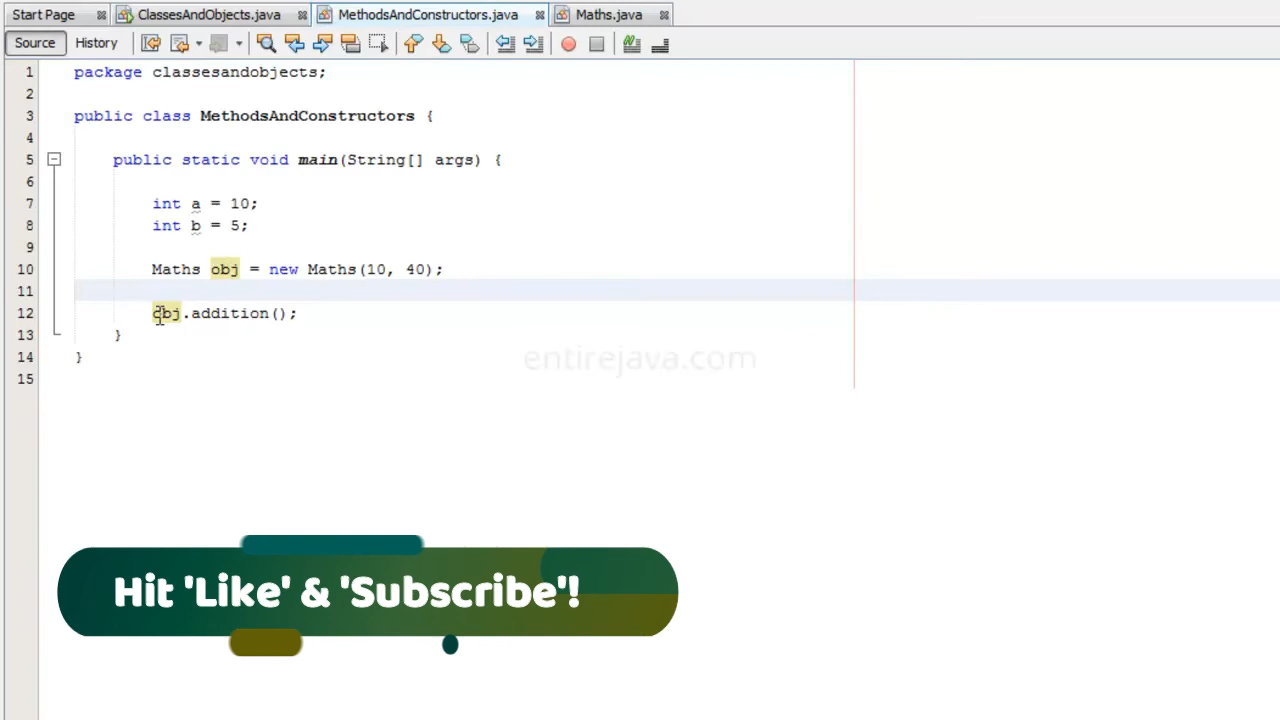 Start Page ClassesAndObjects.java MethodsAndConstructors.java Maths.java
Source History
1 package classesandobjects;
2
3 public class MethodsAndConstructors {
4
5 public static void main(String[] args) {
6
7 int a = 10;
8 int b = 5;
9
10 Maths obj = new Maths(10, 40);
11
12 obj.addition();
13 }
14 }
15
entirejava.com
Hit 'Like' & 'Subscribe'!